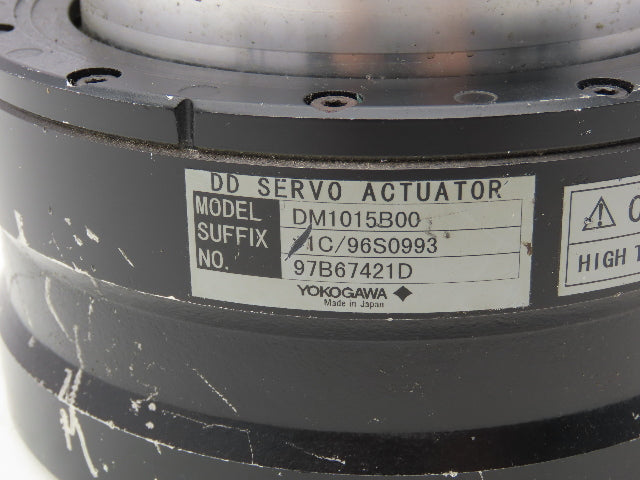 DD SERVO ACTUATOR
MODEL DM1015B00
SUFFIX 1C/96S0993
NO. 97B67421D
YOKOGAWA
Made in Japan
HIGH